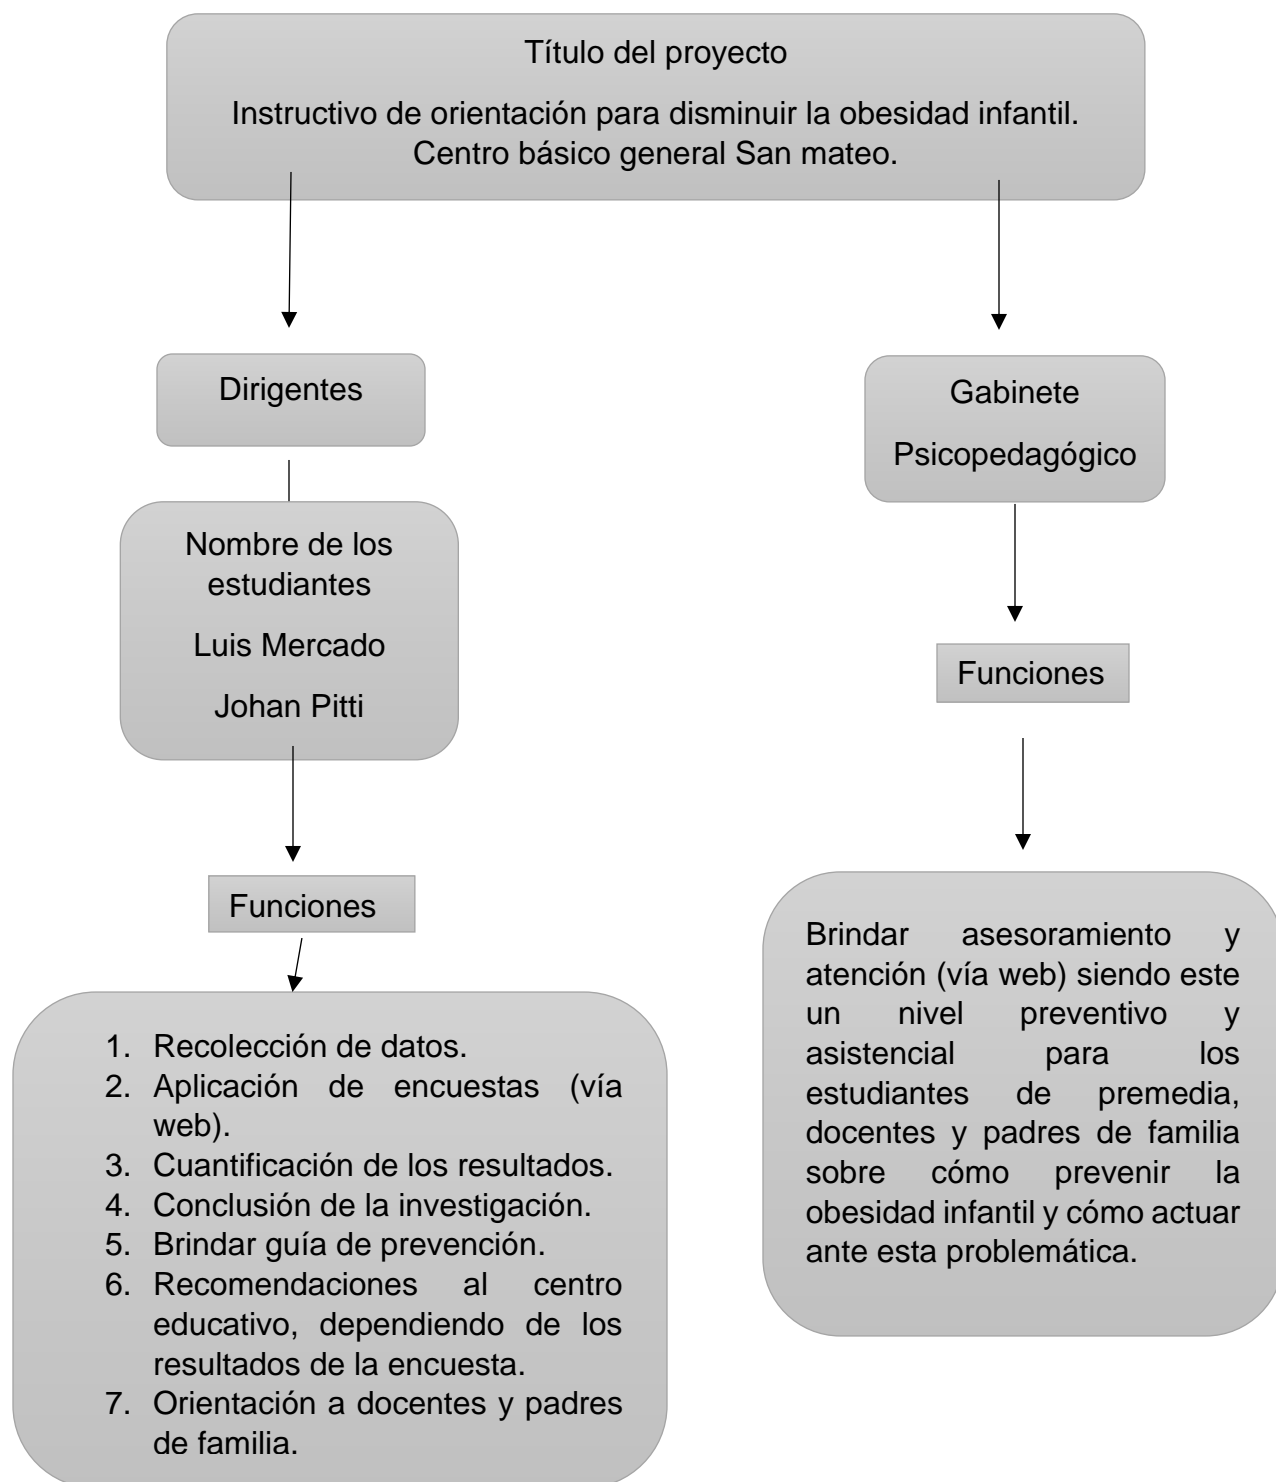 Título del proyecto
Instructivo de orientación para disminuir la obesidad infantil.
Centro básico general San mateo.
Dirigentes
Nombre de los
estudiantes
Luis Mercado
Johan Pitti
Funciones
1. Recolección de datos.
2. Aplicación de encuestas (vía
web).
3. Cuantificación de los resultados.
4. Conclusión de la investigación.
5. Brindar guía de prevención.
6. Recomendaciones al centro
educativo, dependiendo de los
resultados de la encuesta.
7. Orientación a docentes y padres
de familia.
Gabinete
Psicopedagógico
Funciones
Brindar asesoramiento y
atención (vía web) siendo este
un nivel preventivo y
asistencial para los
estudiantes de premedia,
docentes y padres de familia
sobre cómo prevenir la
obesidad infantil y cómo actuar
ante esta problemática.